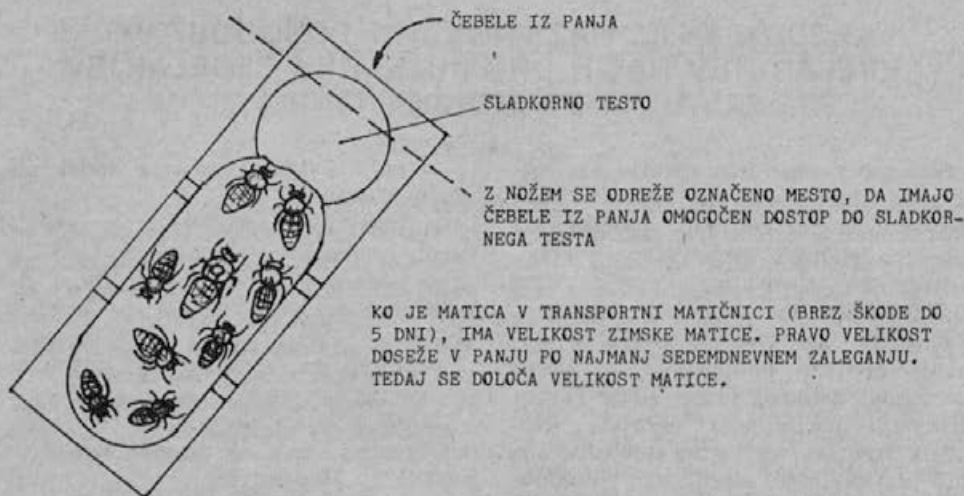 ČEBELE IZ PANJA
SLADKORNO TESTO
Z NOŽEM SE ODREŽE OZNAČENO MESTO, DA IMAJO
ČEBELE IZ PANJA OMOGOČEN DOSTOP DO SLADKOR-
NEGA TESTA
KO JE MATICA V TRANSPORTNI MATIČNICI (BREZ ŠKODE DO
5 DNI), IMA VELIKOST ZIMSKE MATICE. PRAVO VELIKOST
DOSEŽE V PANJU PO NAJMANJ SEDEMDNEVNEM ZALEGANJU.
TEDAJ SE DOLOČA VELIKOST MATICE.